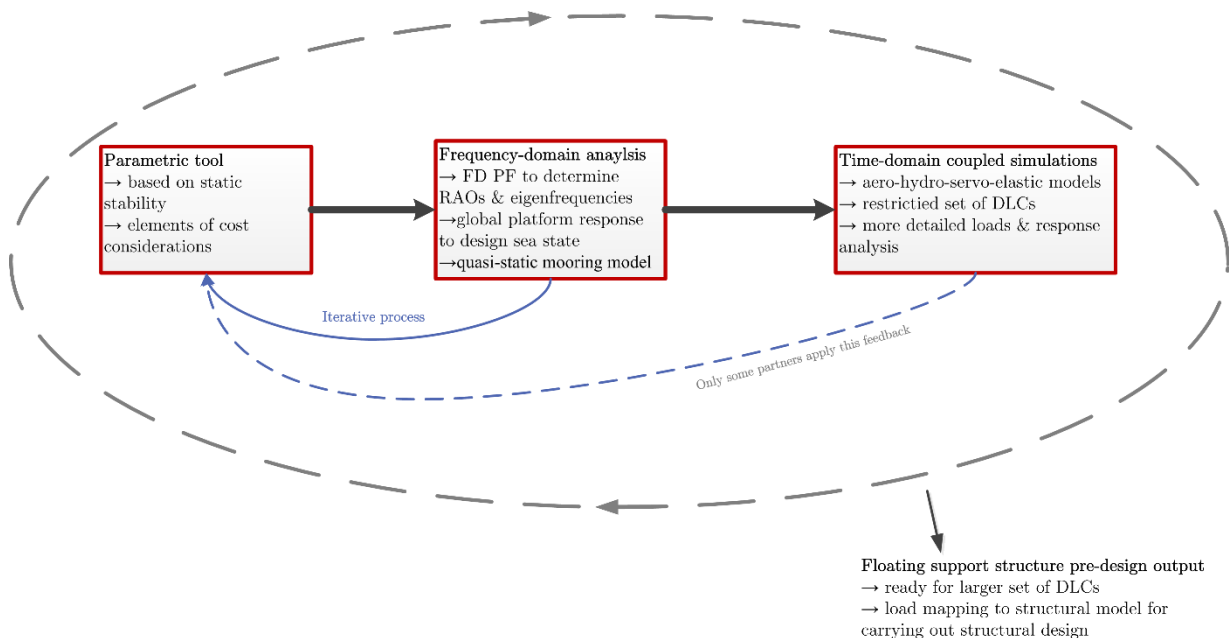 Parametric tool
→ based on static
stability
→ elements of cost
considerations
Frequency-domain anaylsis
→ FD PF to determine
RAOs & eigenfrequencies
→global platform response
to design sea state
→quasi-static mooring model
Time-domain coupled simulations
→ aero-hydro-servo-elastic models
→ restrictied set of DLCs
→ more detailed loads & response
analysis
Iterative process
Only some partners apply this feedback
Floating support structure pre-design output
→ ready for larger set of DLCs
→ load mapping to structural model for
carrying out structural design